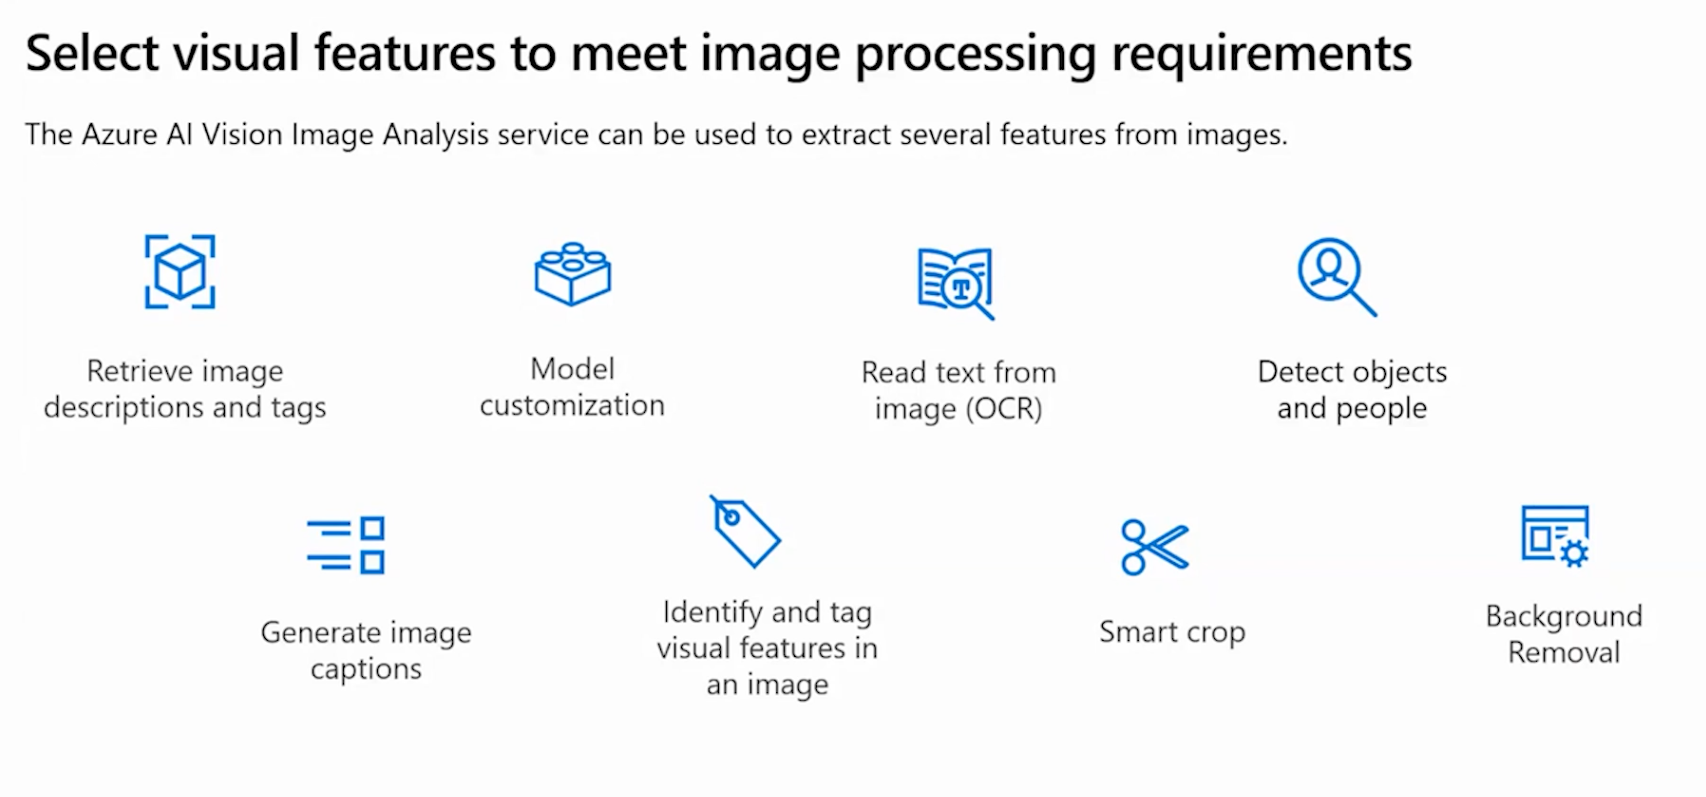 Select visual features to meet image processing requirements
The Azure AI Vision Image Analysis service can be used to extract several features from images.
Retrieve image
descriptions and tags
Model
customization
T
Read text from
image (OCR)
Detect objects
and people
Generate image
captions
Identify and tag
visual features in
an image
Smart crop
Background
Removal